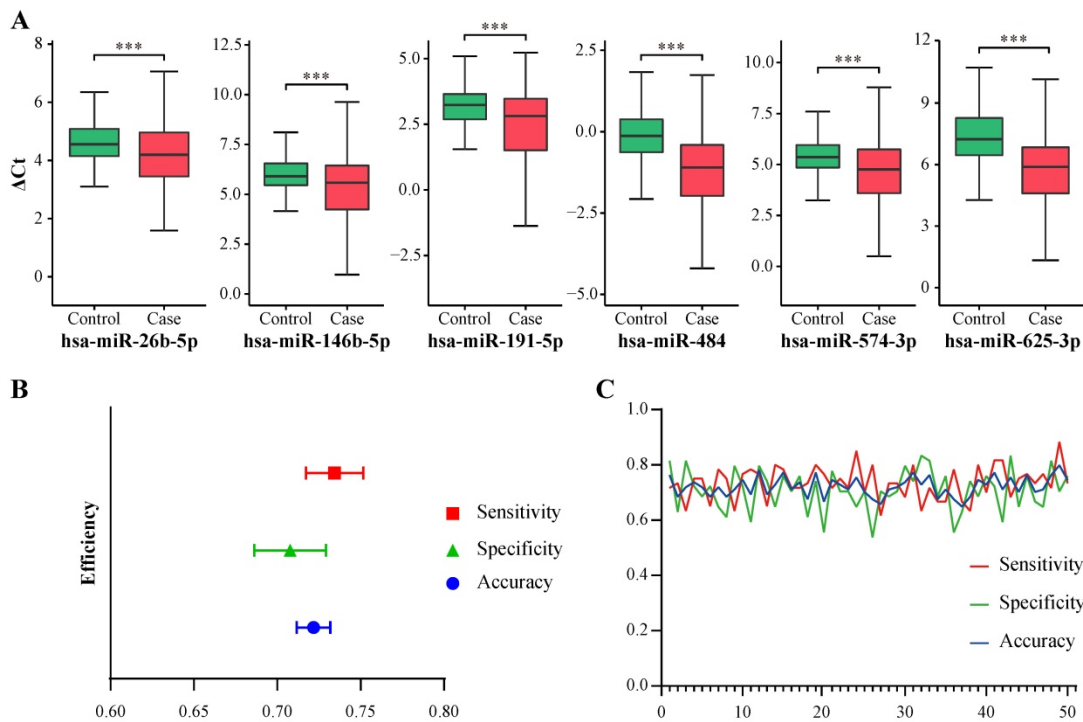 A
ΔCt
***
8
6
4
2
0
Control Case
hsa-miR-26b-5p
***
12.5
10.0
7.5
5.0
2.5
0.0
Control Case
hsa-miR-146b-5p
***
5.0
2.5
0.0
−2.5
Control Case
hsa-miR-191-5p
***
2.5
0.0
−2.5
−5.0
Control Case
hsa-miR-484
***
10.0
7.5
5.0
2.5
0.0
Control Case
hsa-miR-574-3p
***
12
9
6
3
0
Control Case
hsa-miR-625-3p
B
Efficiency
Sensitivity
Specificity
Accuracy
0.60 0.65 0.70 0.75 0.80
C
1.0
0.8
0.6
0.4
0.2
0.0
Sensitivity
Specificity
Accuracy
0 10 20 30 40 50